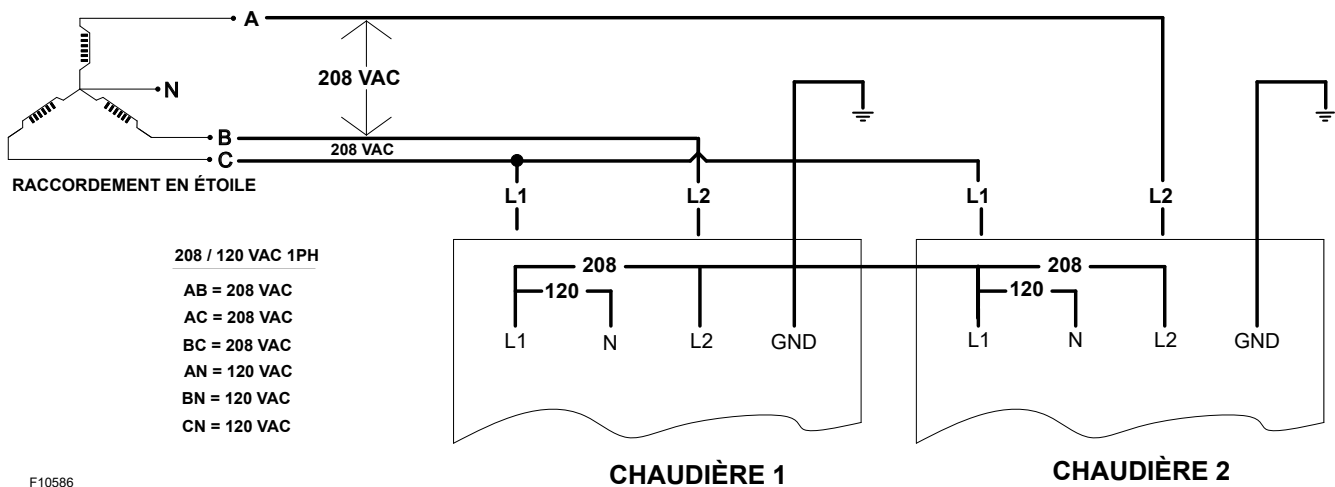 A
208 VAC
N
B
208 VAC
C
RACCORDEMENT EN ÉTOILE
L1
L2
L1
L2
208 / 120 VAC 1PH
AB = 208 VAC
AC = 208 VAC
BC = 208 VAC
AN = 120 VAC
BN = 120 VAC
CN = 120 VAC
208
120
L1
N
L2
GND
208
120
L1
N
L2
GND
CHAUDIÈRE 1
CHAUDIÈRE 2
F10586